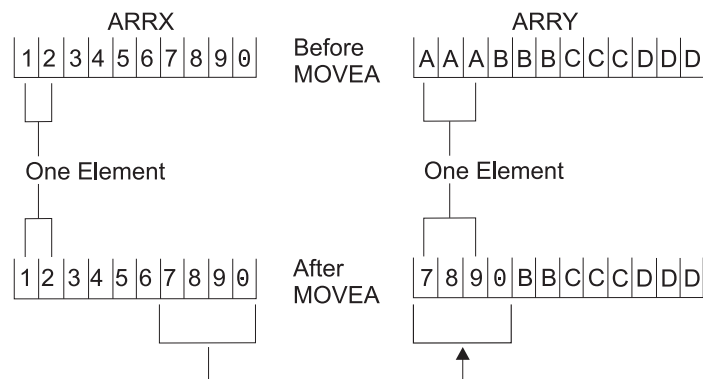 ARRX ARRY
1 2 3 4 5 6 7 8 9 0 Before MOVEA A A A B B B C C C D D D
One Element One Element
1 2 3 4 5 6 7 8 9 0 After MOVEA 7 8 9 0 B B C C C D D D